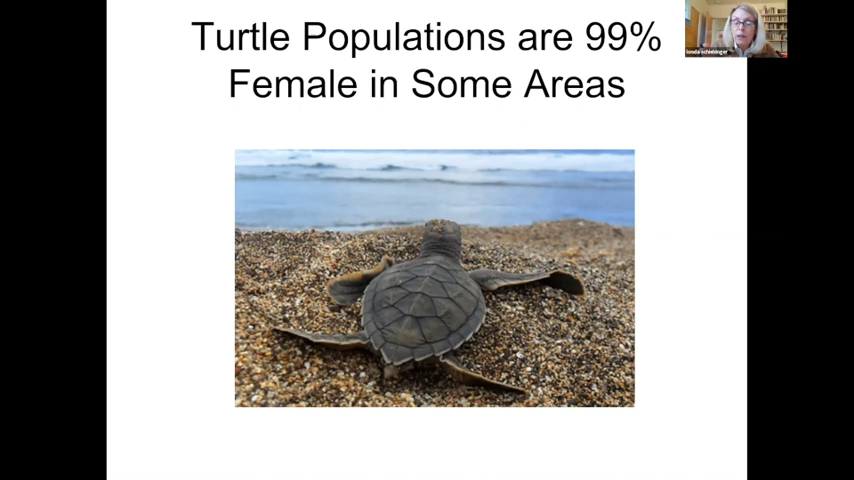 Turtle Populations are 99%
Female in Some Areas
londa schiebinger